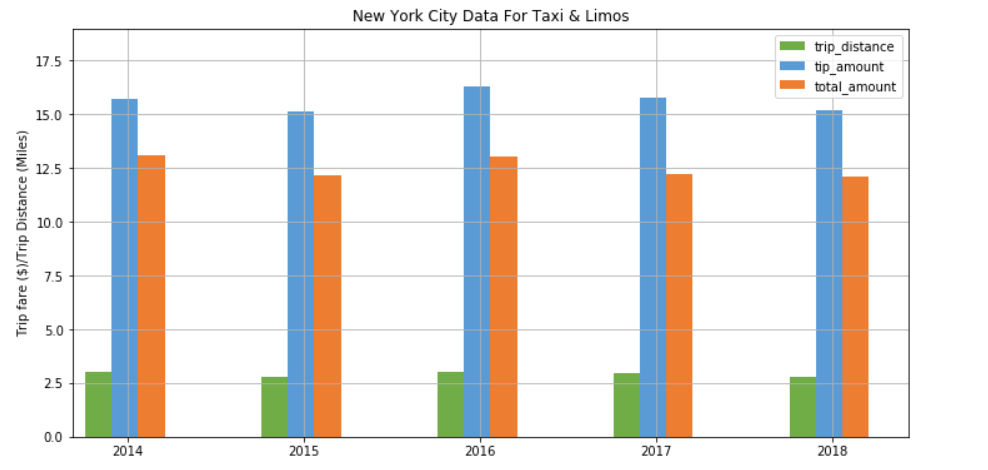 New York City Data For Taxi & Limos
trip_distance
tip_amount
total_amount
Trip fare ($)/Trip Distance (Miles)
17.5
15.0
12.5
10.0
7.5
5.0
2.5
0.0
2014 2015 2016 2017 2018